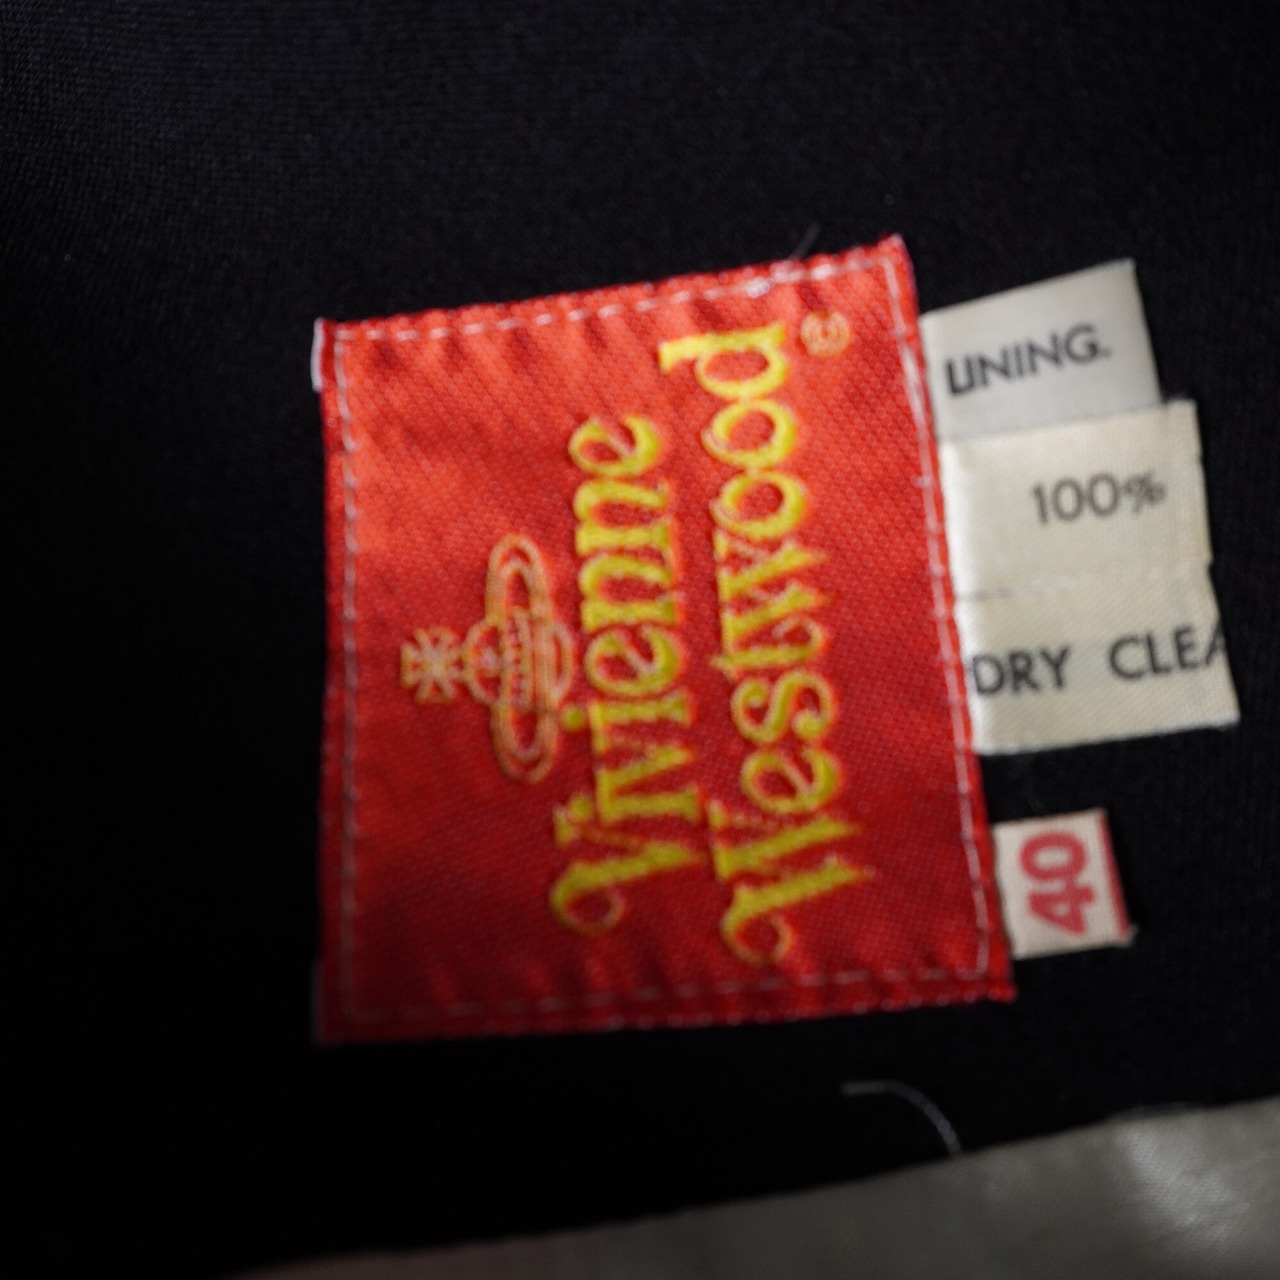 Vivienne
Westwood
®
LINING.
100%
DRY CLEA
40